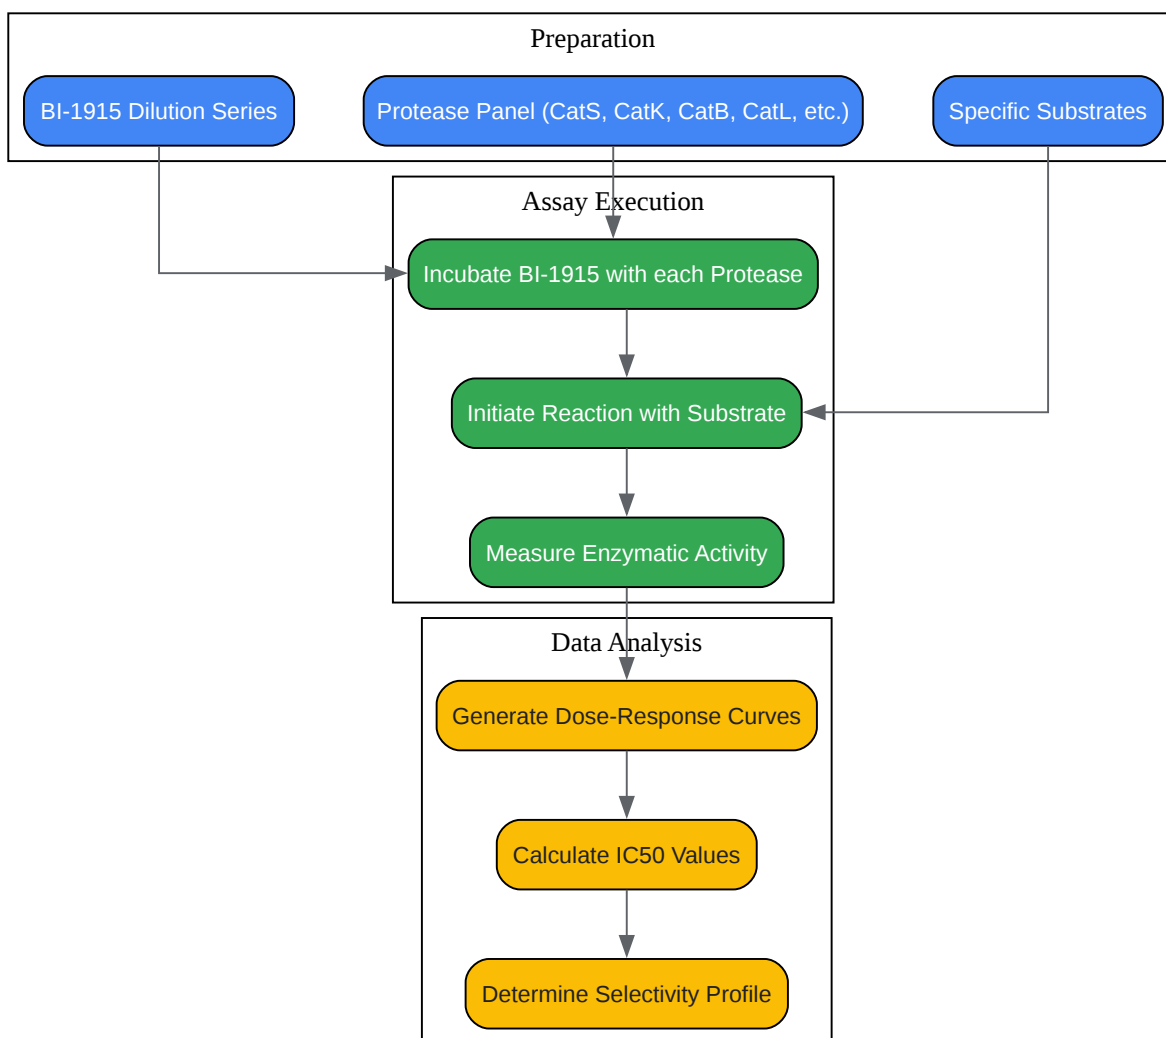 Preparation
BI-1915 Dilution Series
Protease Panel (CatS, CatK, CatB, CatL, etc.)
Specific Substrates
Assay Execution
Incubate BI-1915 with each Protease
Initiate Reaction with Substrate
Measure Enzymatic Activity
Data Analysis
Generate Dose-Response Curves
Calculate IC50 Values
Determine Selectivity Profile